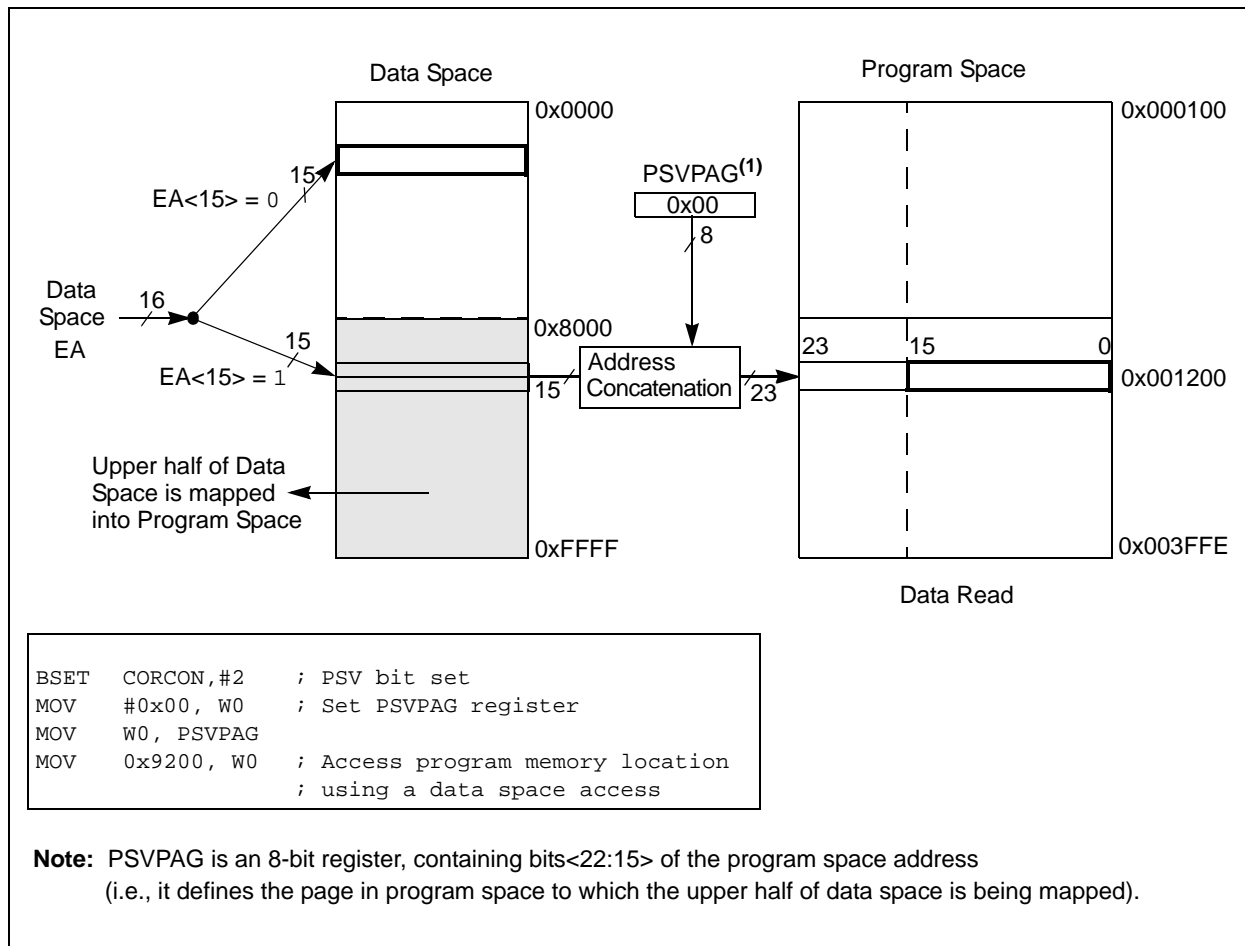 Data Space
Program Space
0x0000
0x000100
15
EA<15> = 0
PSVPAG(1)
0x00
8
Data
Space
EA
16
0x8000
15
EA<15> = 1
15
Address
Concatenation
23
23
15
0
0x001200
Upper half of Data
Space is mapped
into Program Space
0xFFFF
0x003FFE
Data Read
BSET CORCON,#2 ; PSV bit set
MOV #0x00, W0 ; Set PSVPAG register
MOV W0, PSVPAG
MOV 0x9200, W0 ; Access program memory location
; using a data space access
Note: PSVPAG is an 8-bit register, containing bits<22:15> of the program space address
(i.e., it defines the page in program space to which the upper half of data space is being mapped).